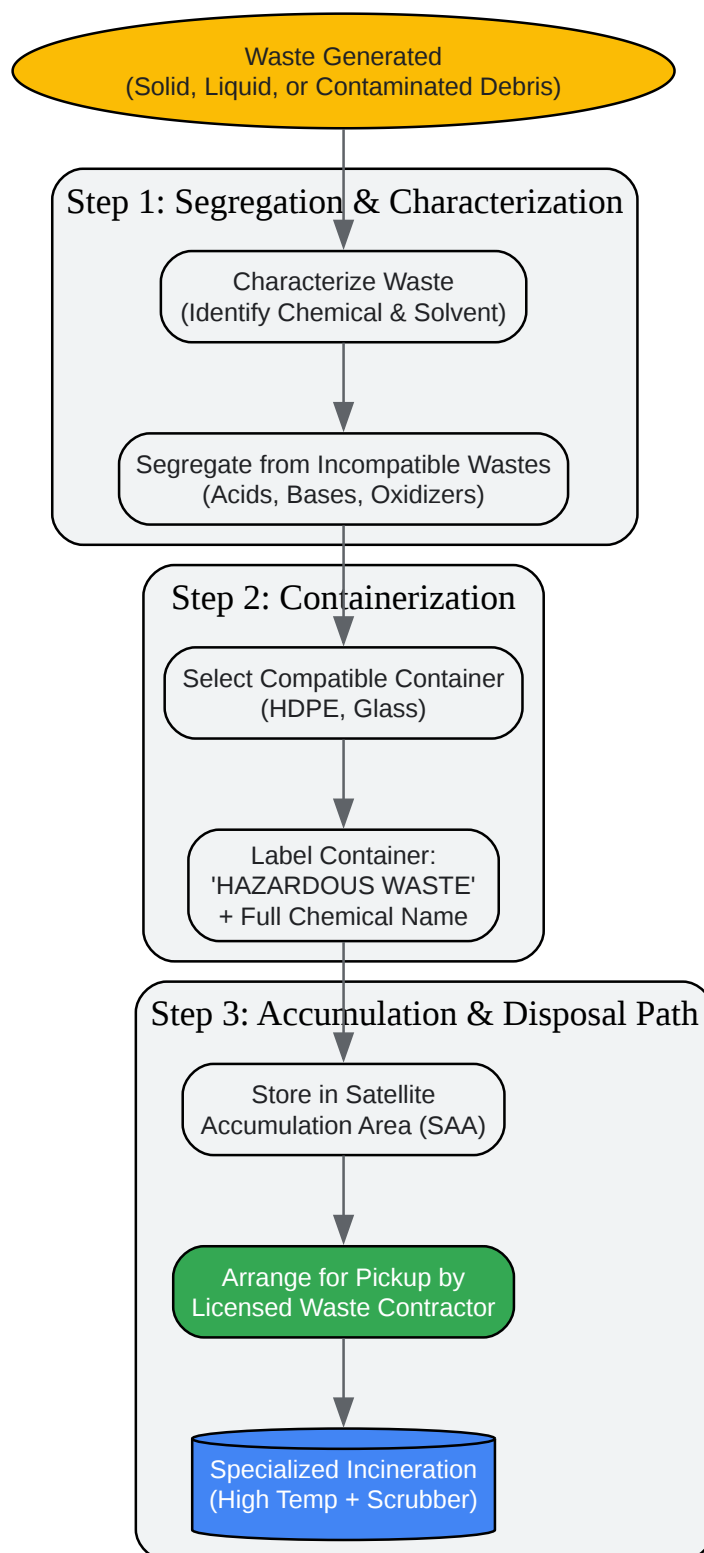 Waste Generated
(Solid, Liquid, or Contaminated Debris)
Step 1: Segregation & Characterization
Characterize Waste
(Identify Chemical & Solvent)
Segregate from Incompatible Wastes
(Acids, Bases, Oxidizers)
Step 2: Containerization
Select Compatible Container
(HDPE, Glass)
Label Container:
'HAZARDOUS WASTE'
+ Full Chemical Name
Step 3: Accumulation & Disposal Path
Store in Satellite
Accumulation Area (SAA)
Arrange for Pickup by
Licensed Waste Contractor
Specialized Incineration
(High Temp + Scrubber)